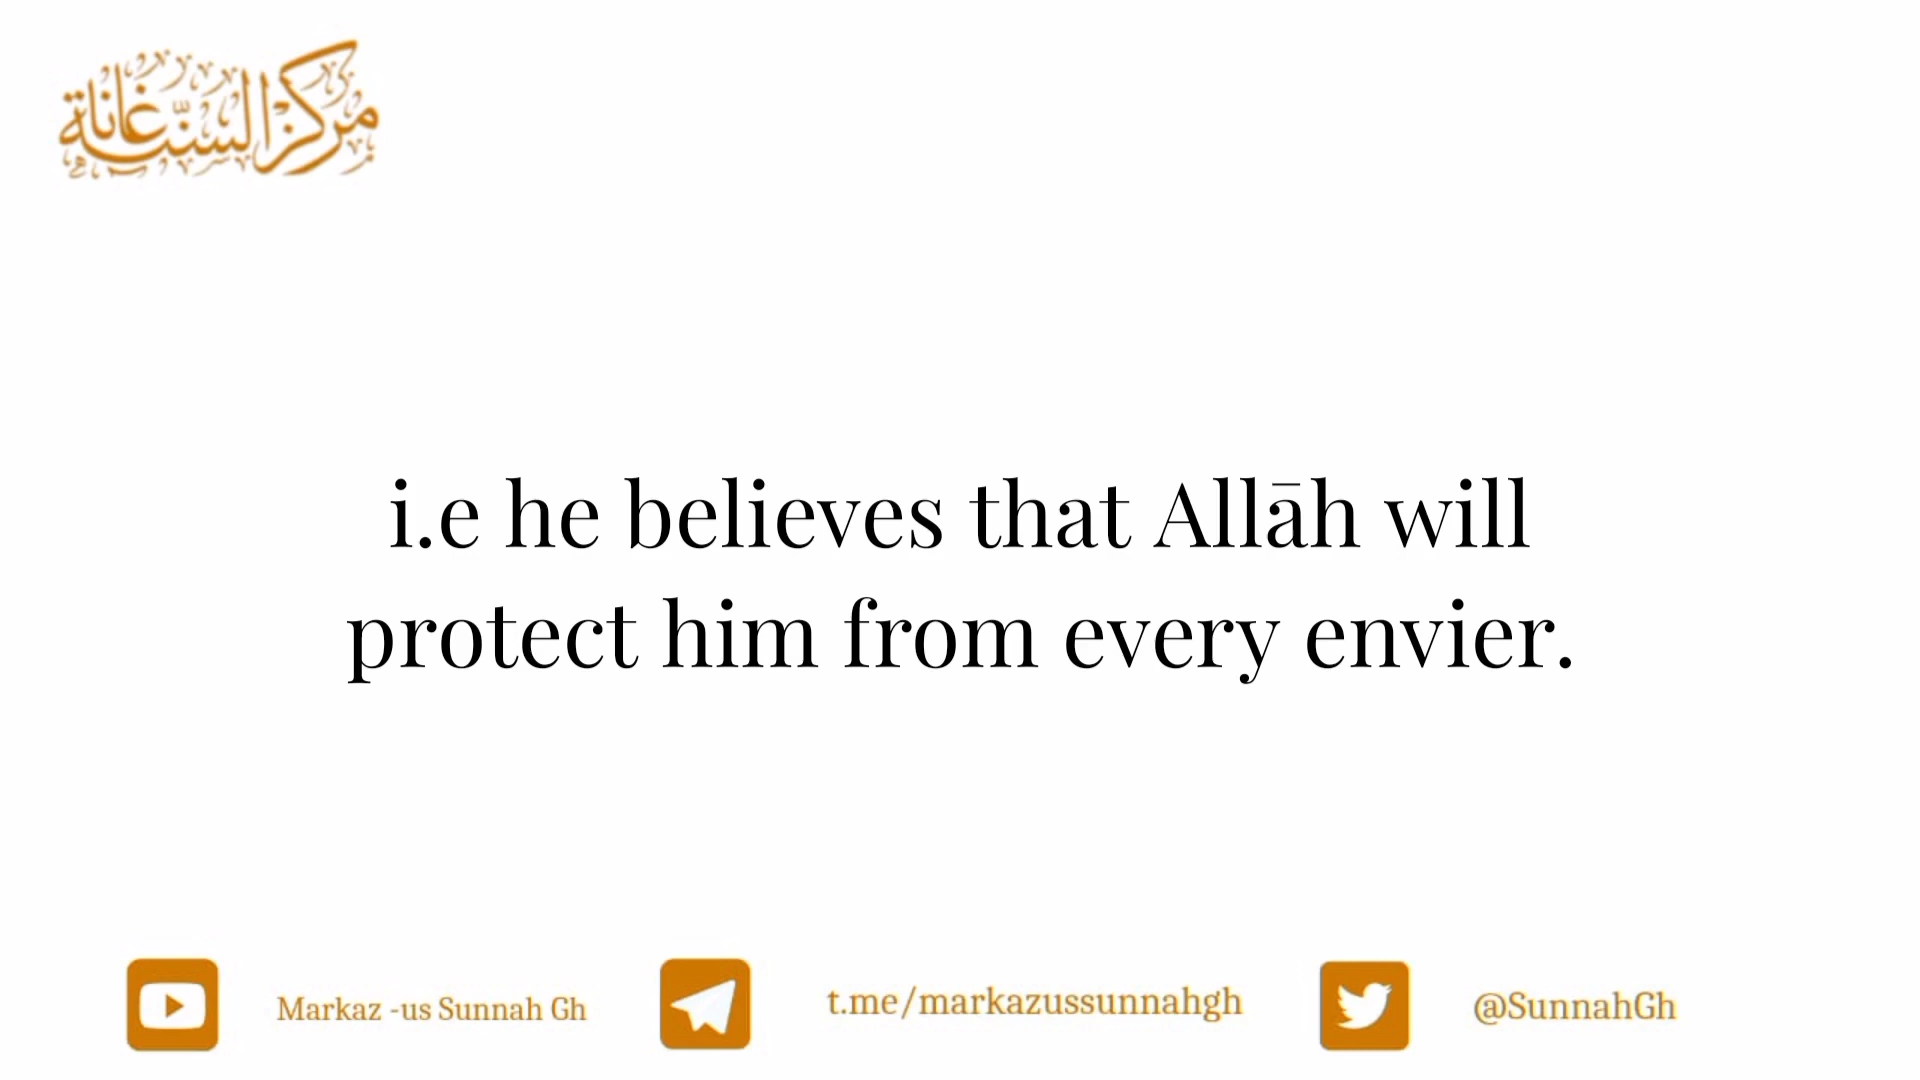 مركز السنة غانة
i.e he believes that Allāh will
protect him from every envier.
Markaz -us Sunnah Gh
t.me/markazussunnahgh
@SunnahGh